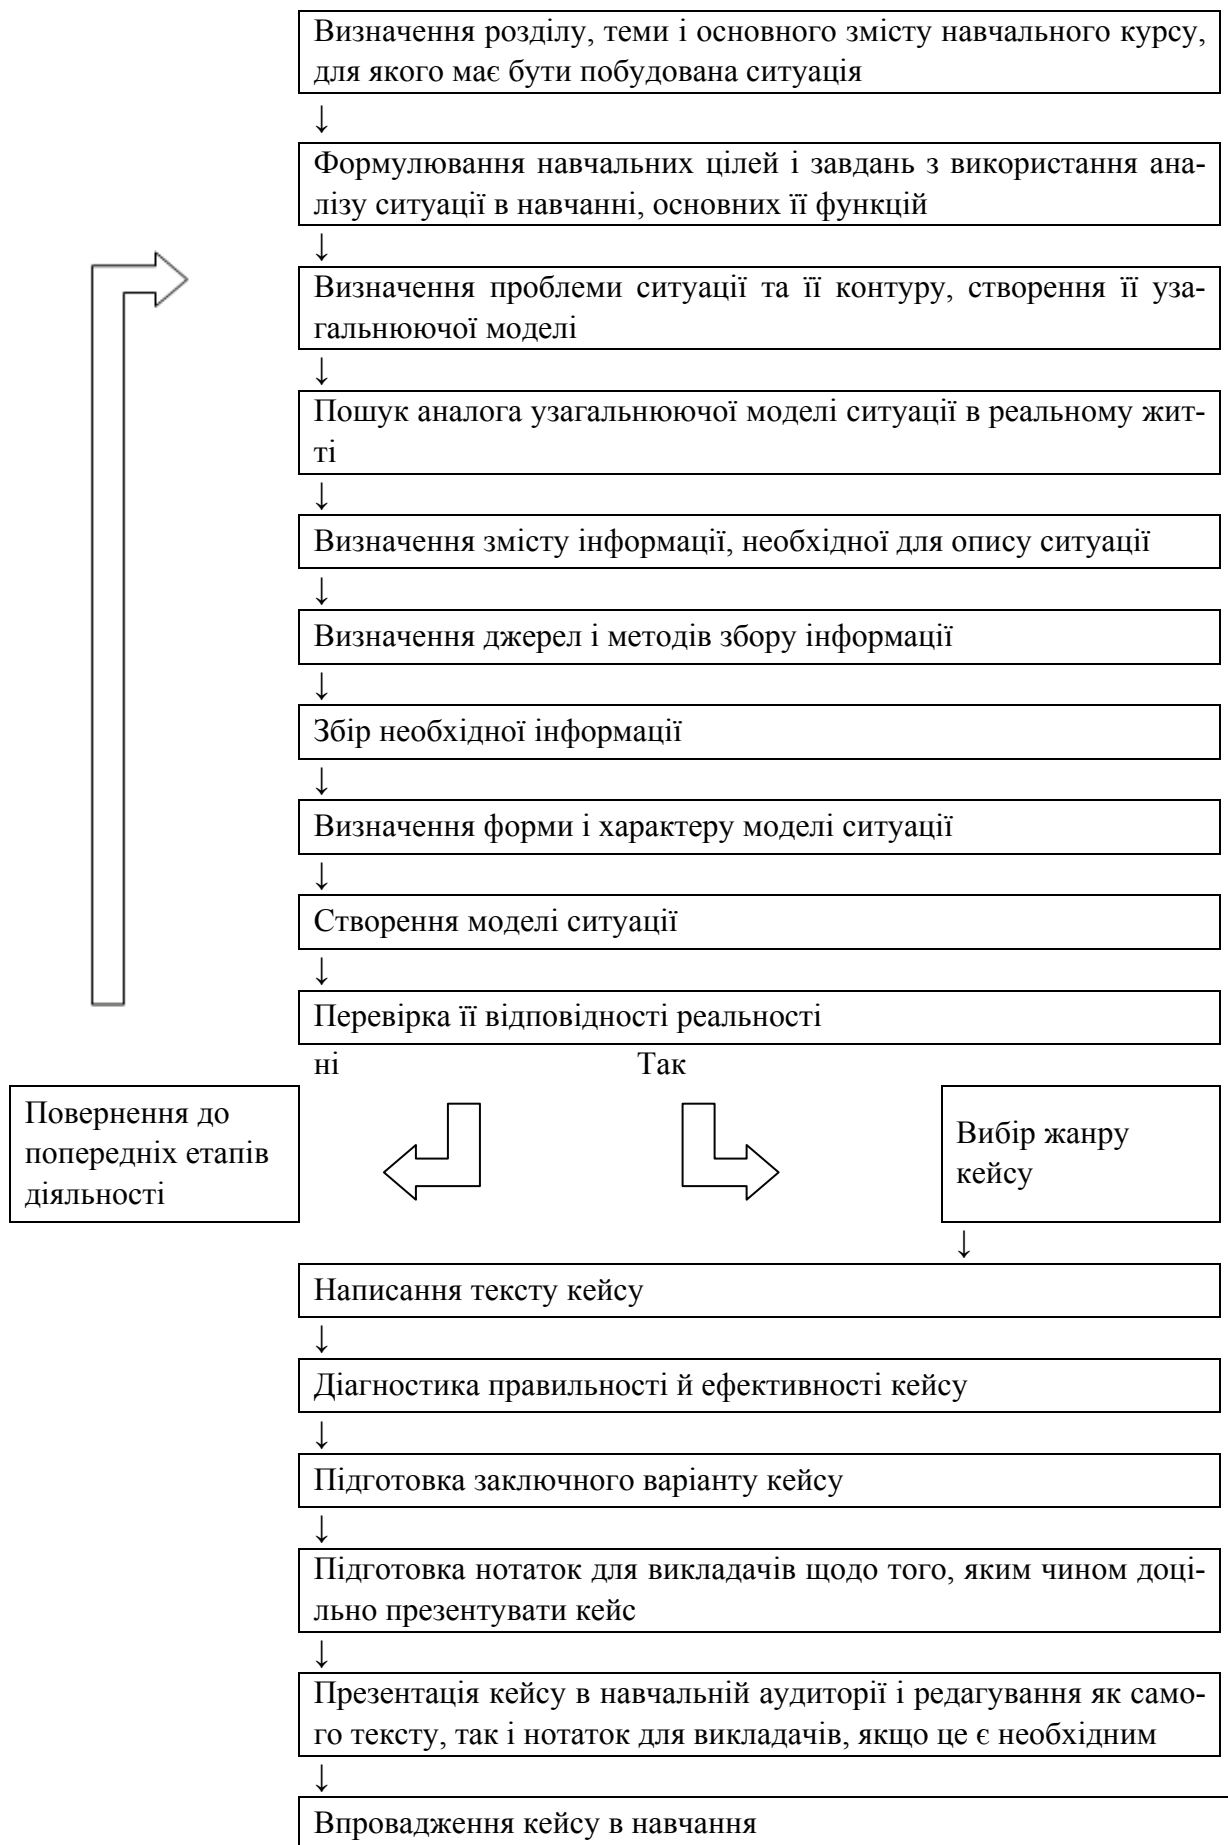 Визначення розділу, теми і основного змісту навчального курсу,
для якого має бути побудована ситуація
↓
Формулювання навчальних цілей і завдань з використання ана-
лізу ситуації в навчанні, основних її функцій
↓
Визначення проблеми ситуації та її контуру, створення її уза-
гальнюючої моделі
↓
Пошук аналога узагальнюючої моделі ситуації в реальному жит-
ті
↓
Визначення змісту інформації, необхідної для опису ситуації
↓
Визначення джерел і методів збору інформації
↓
Збір необхідної інформації
↓
Визначення форми і характеру моделі ситуації
↓
Створення моделі ситуації
↓
Перевірка її відповідності реальності
ні Так
Повернення до
попередніх етапів
діяльності
Вибір жанру
кейсу
↓
Написання тексту кейсу
↓
Діагностика правильності й ефективності кейсу
↓
Підготовка заключного варіанту кейсу
↓
Підготовка нотаток для викладачів щодо того, яким чином доці-
льно презентувати кейс
↓
Презентація кейсу в навчальній аудиторії і редагування як само-
го тексту, так і нотаток для викладачів, якщо це є необхідним
↓
Впровадження кейсу в навчання